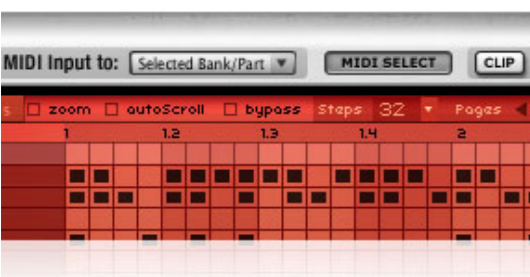 MIDI Input to: Selected Bank/Part MIDI SELECT CLIP
s zoom autoScroll bypass Steps 32 Pages
1 1.2 1.3 1.4 2